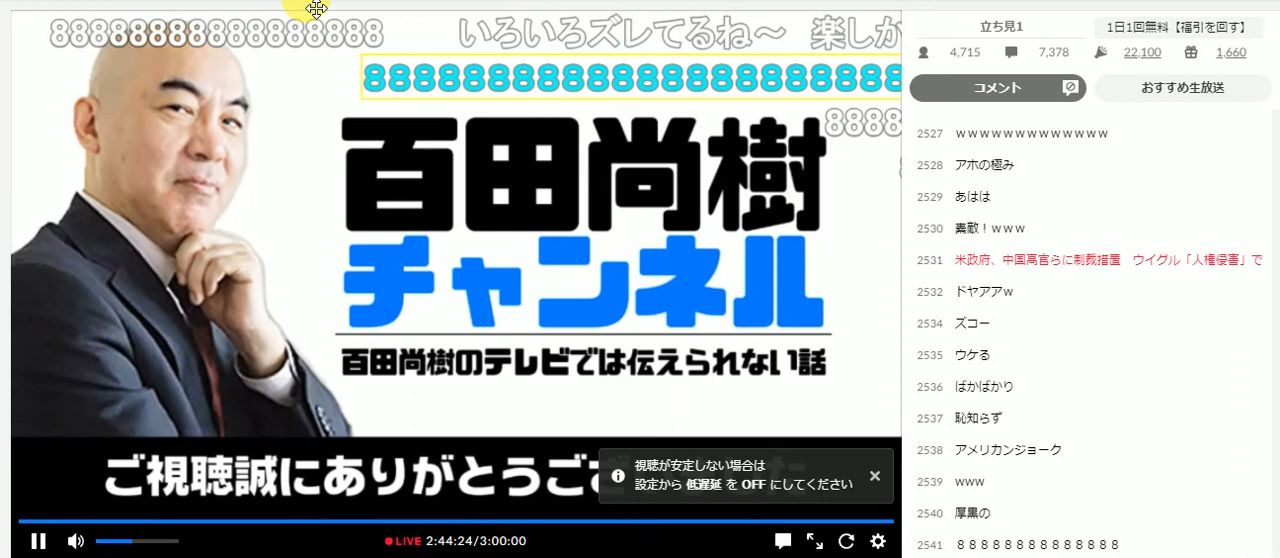 888888888888888888
いろいろズレてるね～
楽しか
8888888888888888888888
8888
百田尚樹
チャンネル
百田尚樹のテレビでは伝えられない話
ご視聴誠にありがとうござ
した
視聴が安定しない場合は
設定から 低遅延 を OFF にしてください
LIVE 2:44:24/3:00:00
立ち見1
1日1回無料【福引を回す】
4,715 7,378 22,100 1,660
コメント
おすすめ生放送
2527 ｗｗｗｗｗｗｗｗｗｗｗｗｗ
2528 アホの極み
2529 あはは
2530 素敵！ｗｗｗ
2531 米政府、中国高官らに制裁措置　ウイグル「人権侵害」で
2532 ドヤアアｗ
2534 ズコー
2535 ウケる
2536 ばかばかり
2537 恥知らず
2538 アメリカンジョーク
2539 www
2540 厚黒の
2541 ８８８８８８８８８８８８８８